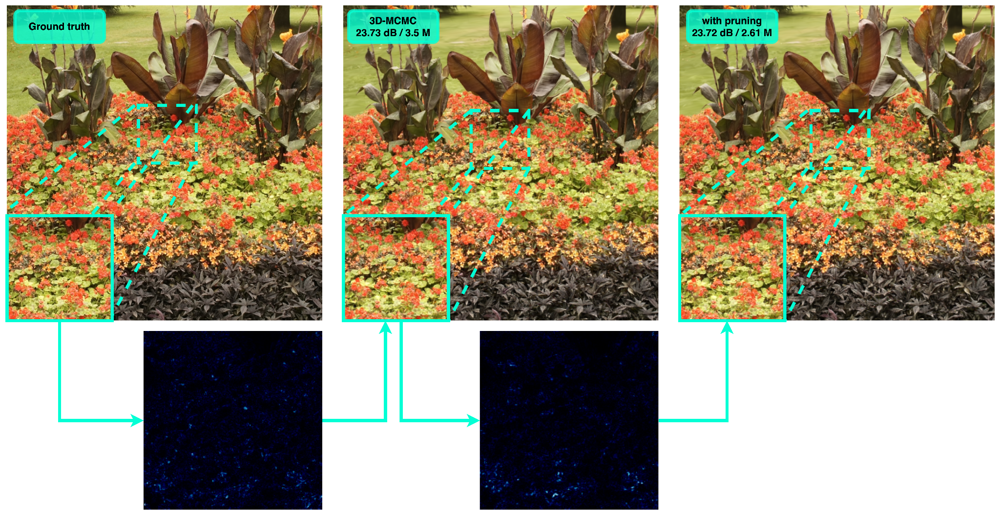 Ground truth
3D-MCMC
23.73 dB / 3.5 M
with pruning
23.72 dB / 2.61 M